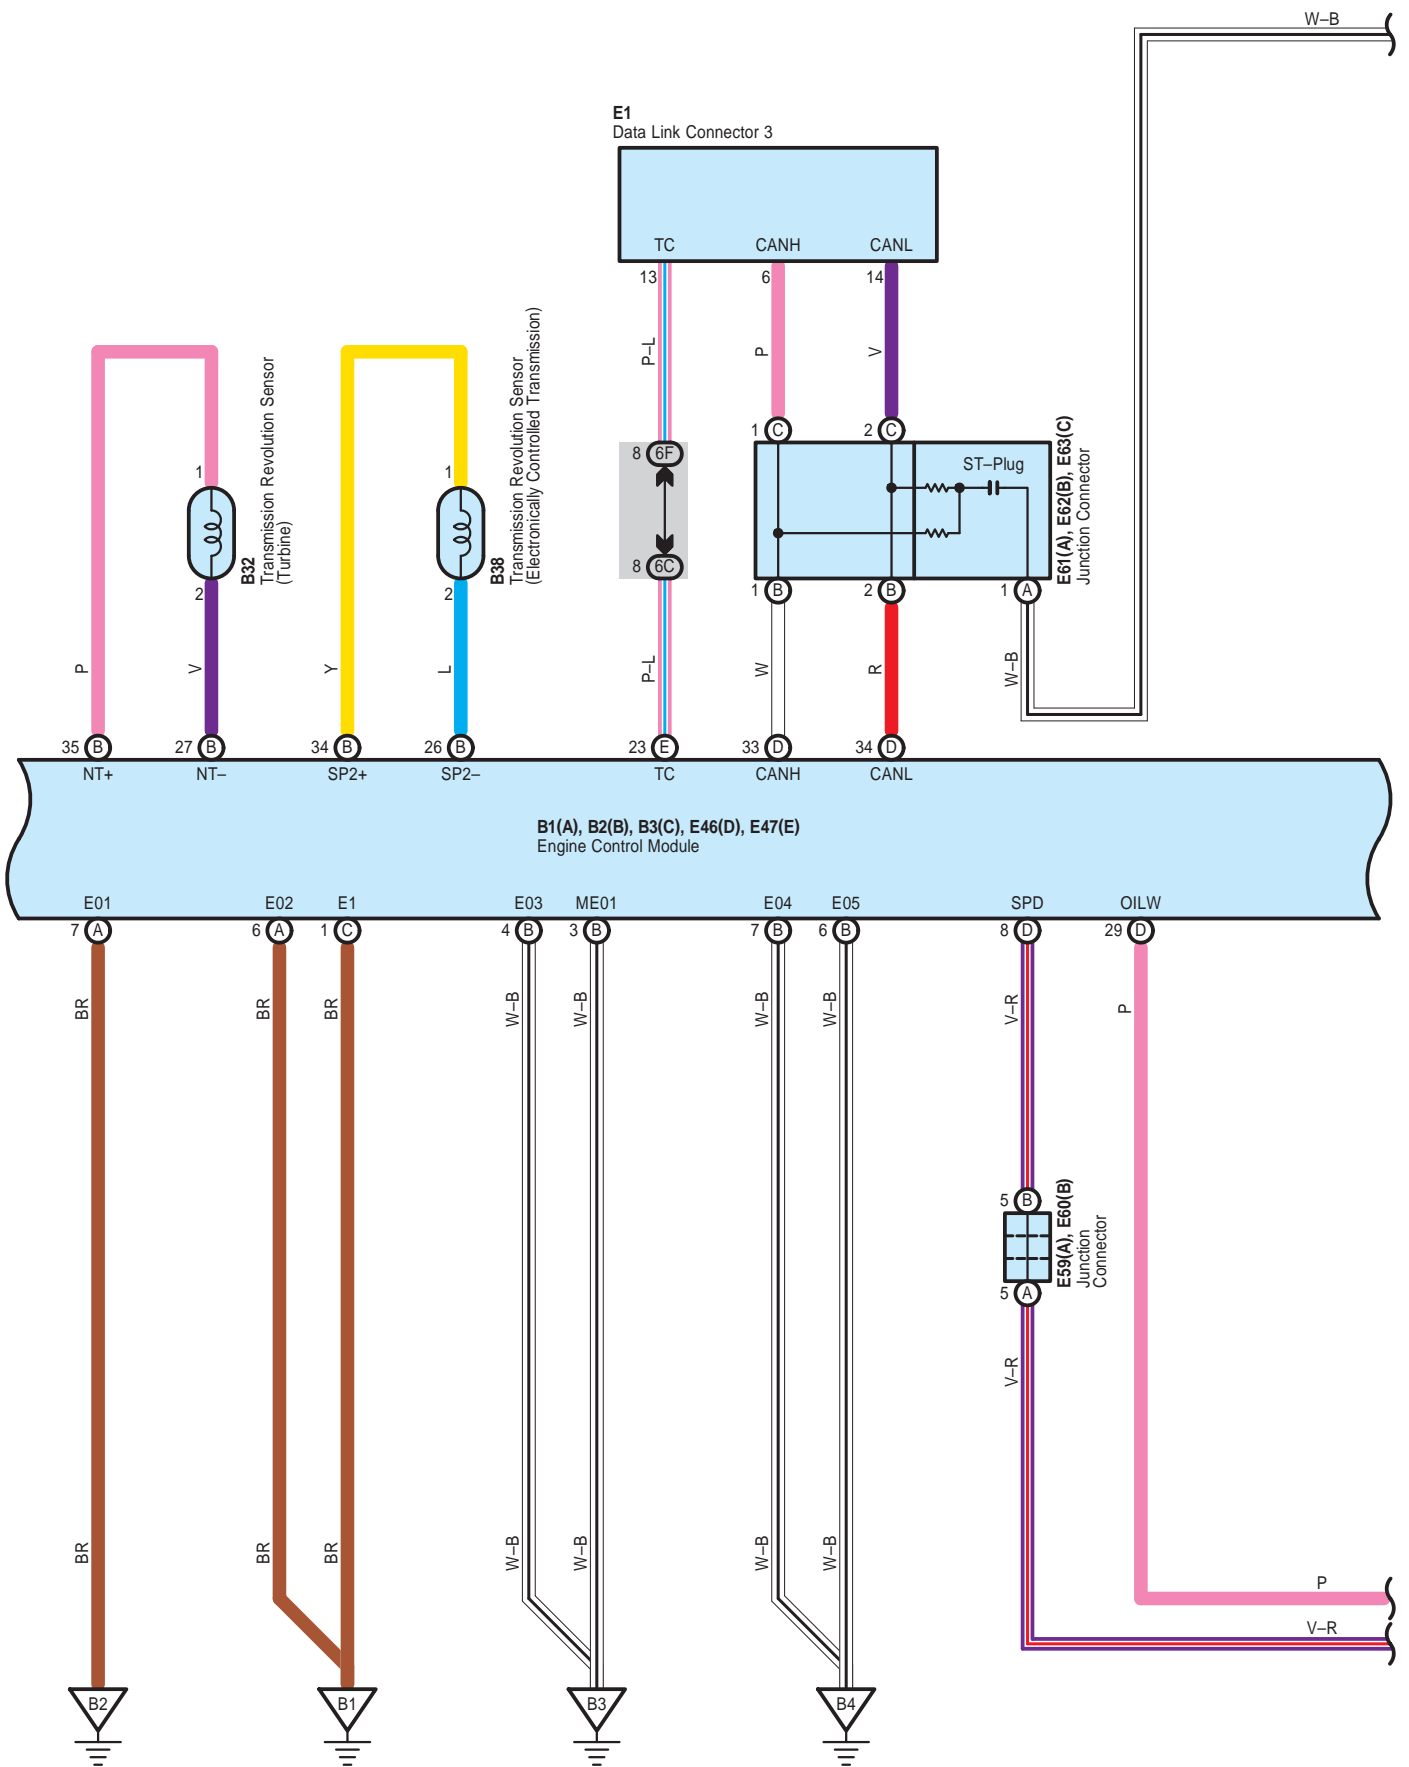 W–B
E1
Data Link Connector 3
TC CANH CANL
13 6 14
P–L P V
1 C 2 C
8 6F
ST–Plug
8 6C
E61(A), E62(B), E63(C)
Junction Connector
1 B 2 B 1 A
1 1
B32
Transmission Revolution Sensor
(Turbine)
B38
Transmission Revolution Sensor
(Electronically Controlled Transmission)
2 2
P V Y L P–L W R W–B
35 B 27 B 34 B 26 B 23 E 33 D 34 D
NT+ NT– SP2+ SP2– TC CANH CANL
B1(A), B2(B), B3(C), E46(D), E47(E)
Engine Control Module
E01 E02 E1 E03 ME01 E04 E05 SPD OILW
7 A 6 A 1 C 4 B 3 B 7 B 6 B 8 D 29 D
BR BR BR W–B W–B W–B W–B V–R P
5 B
E59(A), E60(B)
Junction
Connector
5 A
V–R
BR BR BR W–B W–B W–B W–B
P
V–R
B2 B1 B3 B4